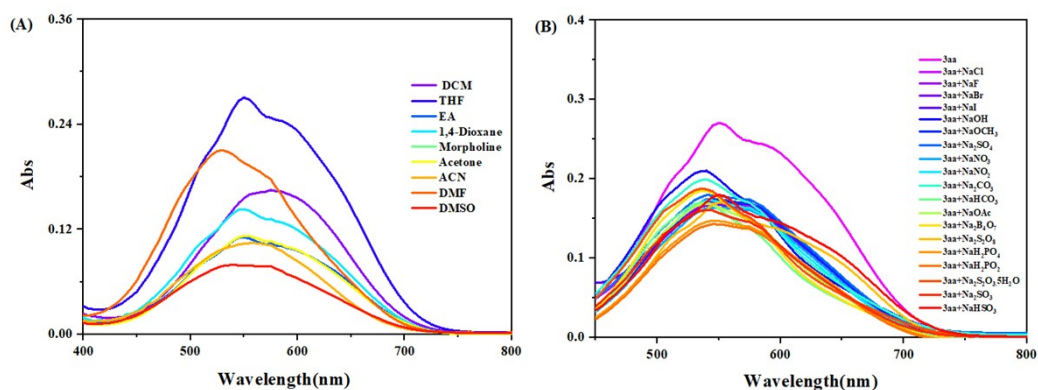 (A)
Abs
0.36
0.24
0.12
0.00
400
500
600
700
800
Wavelength(nm)
DCM
THF
EA
1,4-Dioxane
Morpholine
Acetone
ACN
DMF
DMSO
(B)
Abs
0.4
0.3
0.2
0.1
0.0
500
600
700
800
Wavelength(nm)
3aa
3aa+NaCl
3aa+NaF
3aa+NaBr
3aa+NaI
3aa+NaOH
3aa+NaOCH₃
3aa+Na₂SO₄
3aa+NaNO₃
3aa+NaNO₂
3aa+Na₂CO₃
3aa+NaHCO₃
3aa+NaOAc
3aa+Na₂B₄O₇
3aa+Na₂S₂O₈
3aa+NaH₂PO₄
3aa+NaH₂PO₂
3aa+Na₂S₂O₃5H₂O
3aa+Na₂SO₃
3aa+NaHSO₃